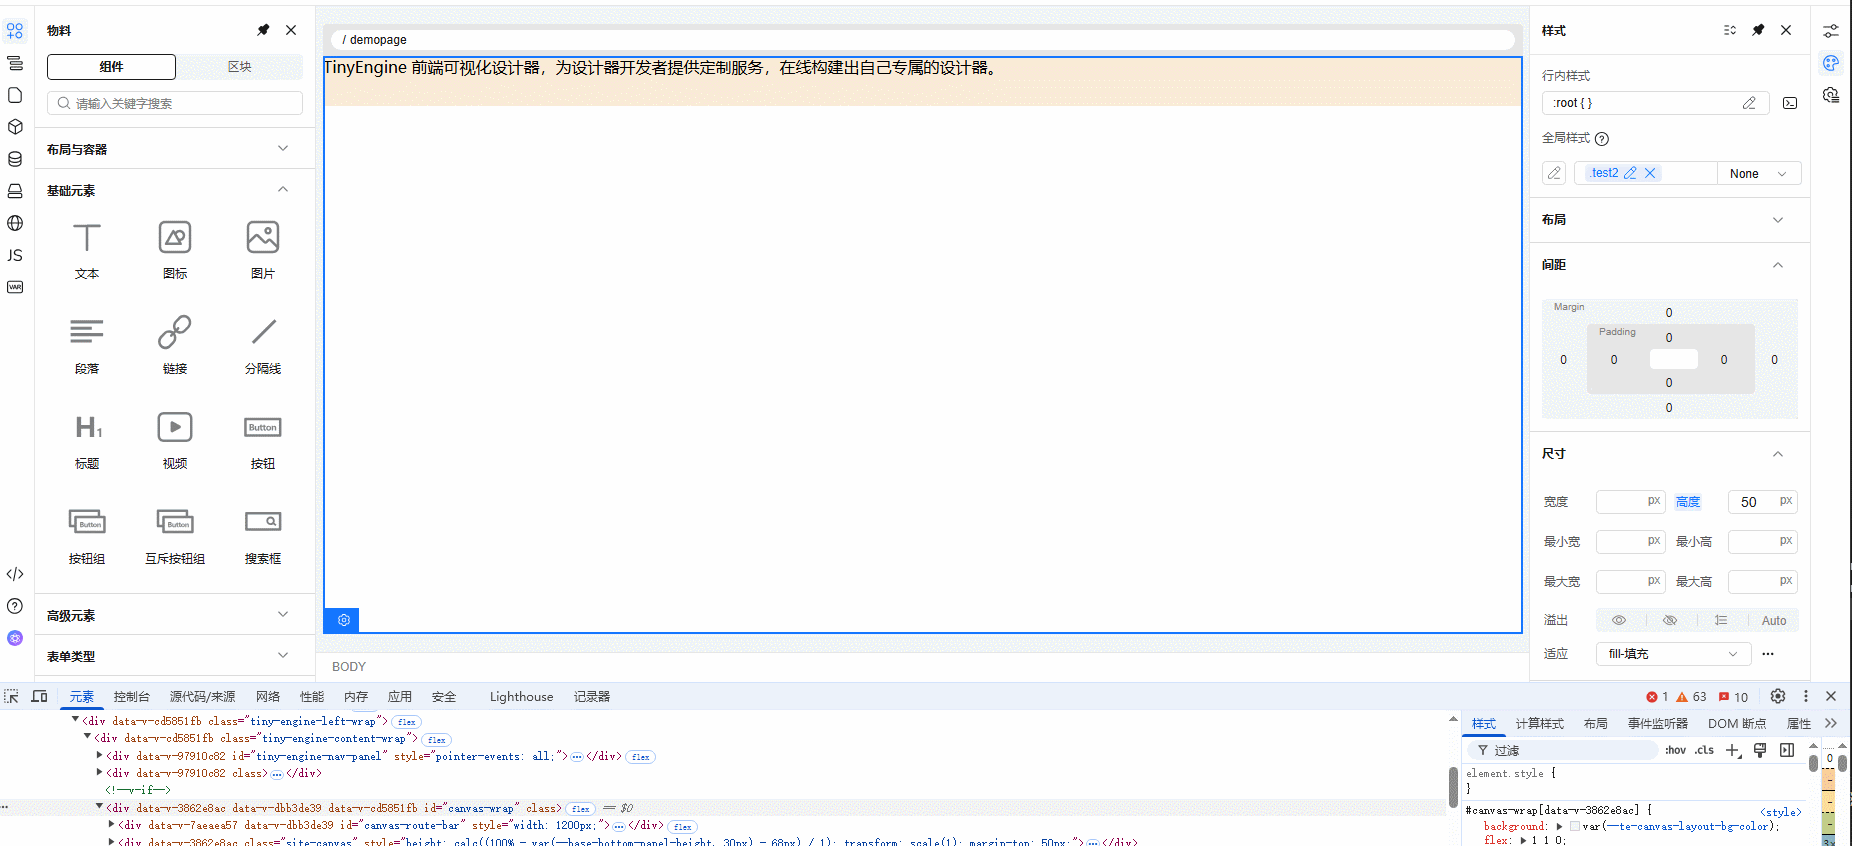 物料
组件
区块
请输入关键字搜索
布局与容器
基础元素
文本
图标
图片
段落
链接
分隔线
H1
标题
视频
Button
按钮
Button
按钮组
Button
互斥按钮组
搜索框
高级元素
表单类型
JS
VAR
/ demopage
TinyEngine 前端可视化设计器，为设计器开发者提供定制服务，在线构建出自己专属的设计器。
BODY
样式
行内样式
:root { }
全局样式
.test2
None
布局
间距
Margin
0
Padding
0
0 0 0 0
0
0
尺寸
宽度 px 高度 50 px
最小宽 px 最小高 px
最大宽 px 最大高 px
溢出 Auto
适应 fill-填充
元素 控制台 源代码/来源 网络 性能 内存 应用 安全 Lighthouse 记录器
1 63 10
<div data-v-cd5851fb class="tiny-engine-left-wrap"> flex
<div data-v-cd5851fb class="tiny-engine-content-wrap"> flex
<div data-v-97910c82 id="tiny-engine-nav-panel" style="pointer-events: all;"> … </div> flex
<div data-v-97910c82 class> … </div>
<!--v-if-->
<div data-v-3862e8ac data-v-dbb3de39 data-v-cd5851fb id="canvas-wrap" class> flex == $0
<div data-v-7aeaea57 data-v-dbb3de39 id="canvas-route-bar" style="width: 1200px;"> … </div> flex
<div data-v-3862e8ac class="site-canvas" style="height: calc((100% - var(--base-bottom-panel-height, 30px) - 68px) / 1); transform: scale(1); margin-top: 50px;"> … </div>
样式 计算样式 布局 事件监听器 DOM 断点 属性
过滤 :hov .cls
element.style {
}
#canvas-wrap[data-v-3862e8ac] { <style>
background: var(--te-canvas-layout-bg-color);
flex: 1 1 0;
0